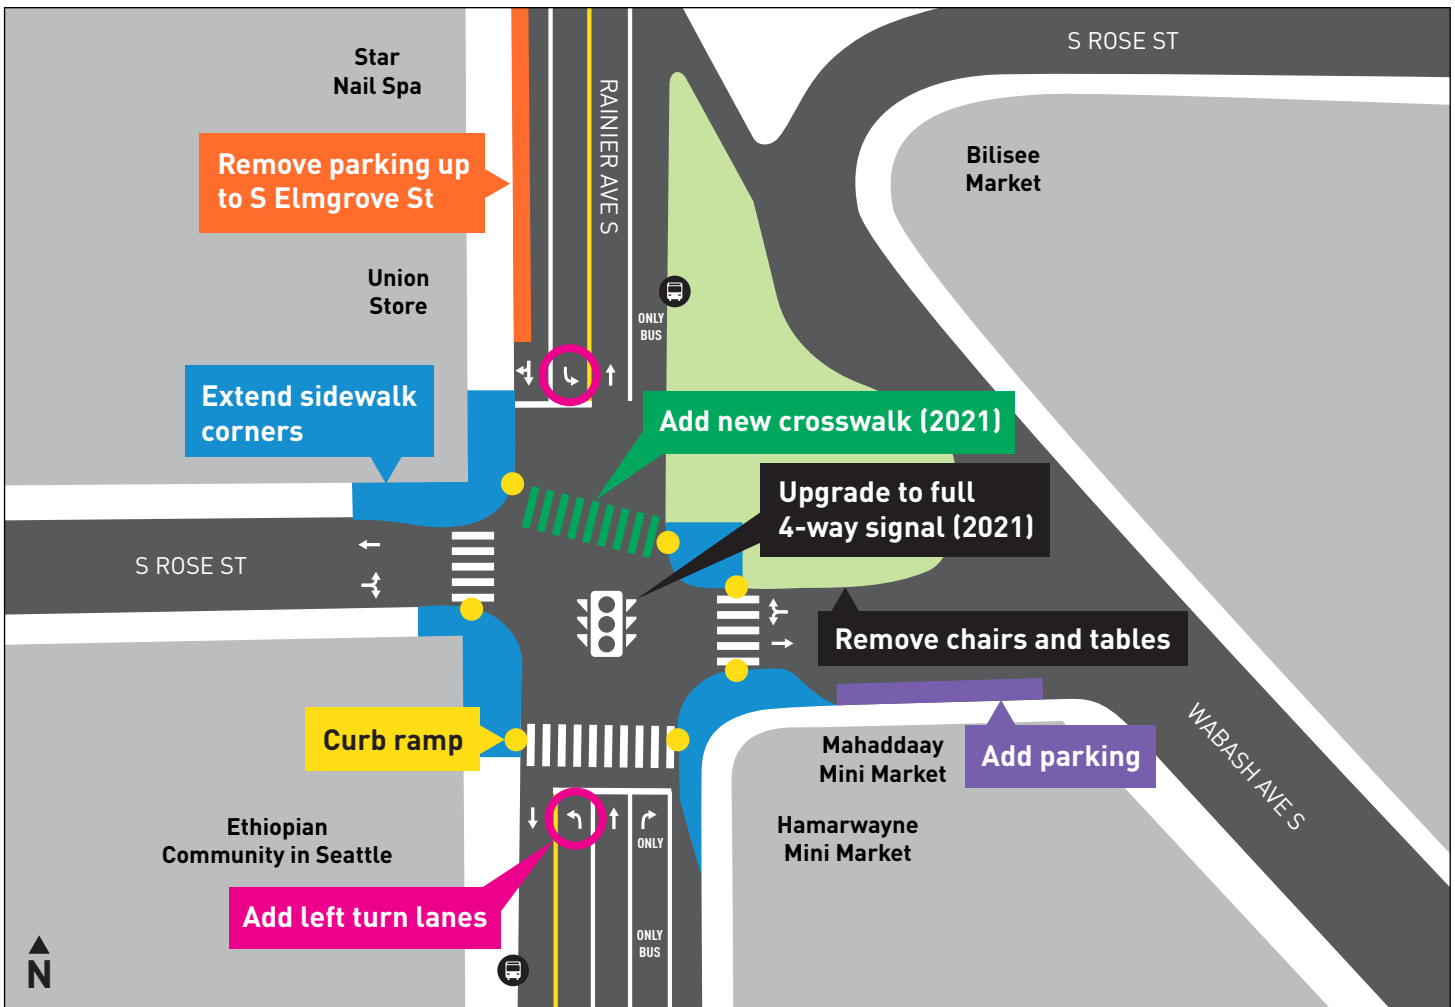 S ROSE ST
Star
Nail Spa
RAINIER AVE S
Bilisee
Market
Remove parking up
to S Elmgrove St
Union
Store
ONLY
BUS
Extend sidewalk
corners
Add new crosswalk (2021)
Upgrade to full
4-way signal (2021)
S ROSE ST
Remove chairs and tables
Curb ramp
Mahaddaay
Mini Market
Add parking
WABASH AVE S
Ethiopian
Community in Seattle
Hamarwayne
Mini Market
ONLY
Add left turn lanes
ONLY
BUS
N